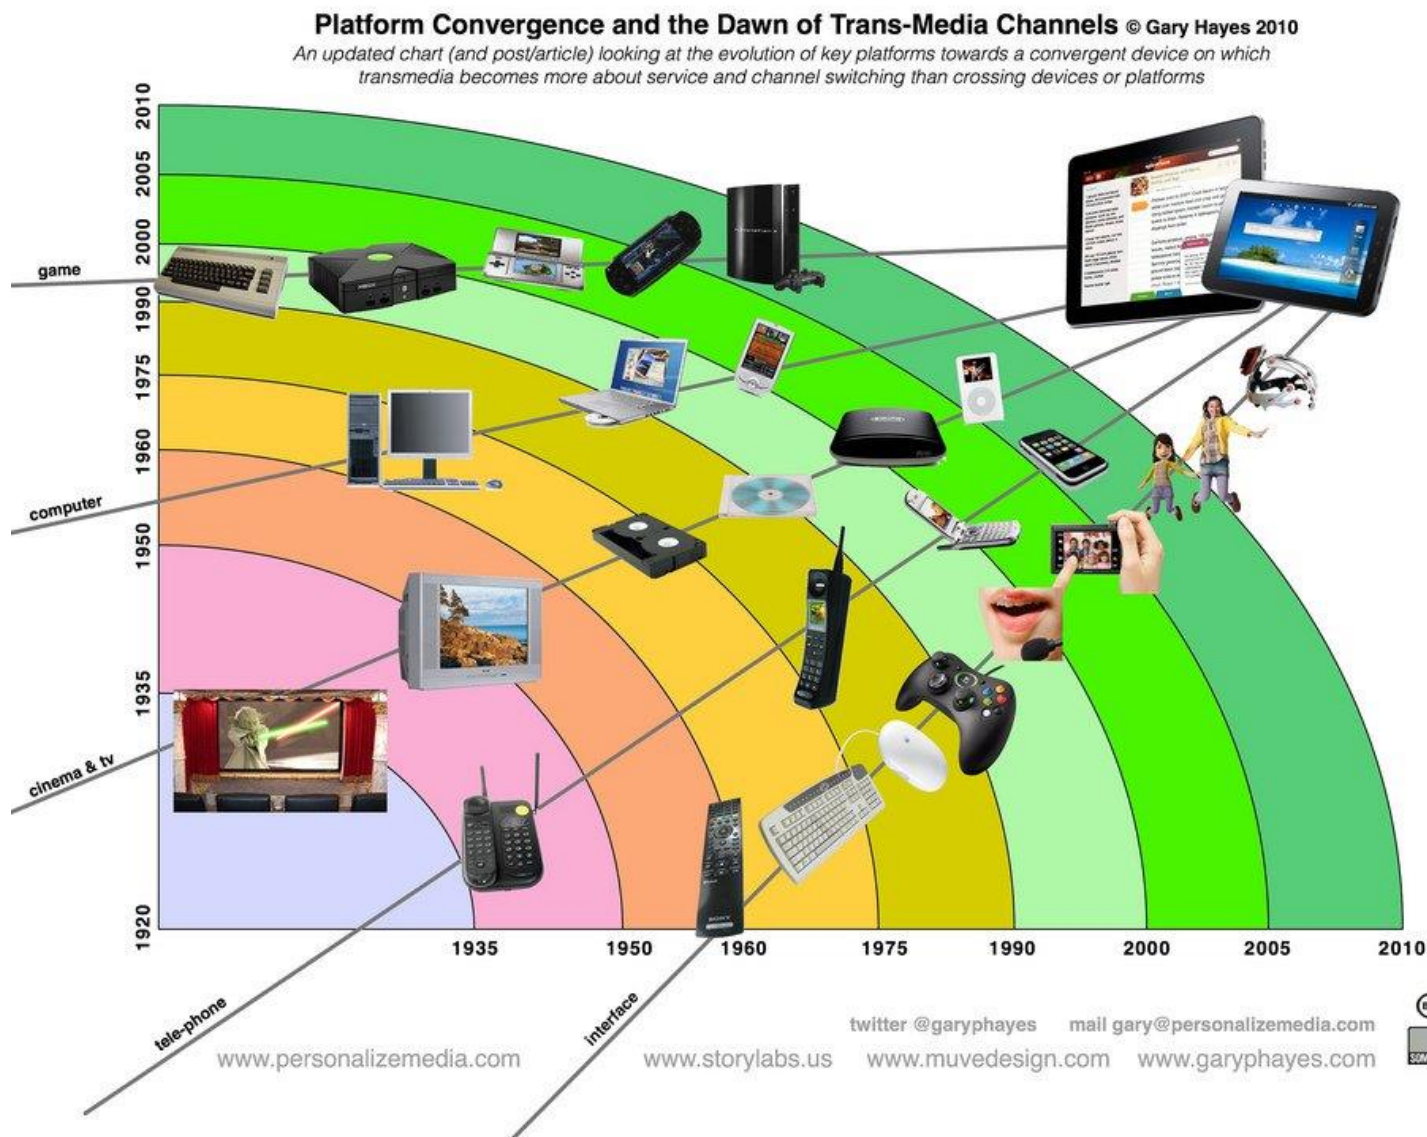 Platform Convergence and the Dawn of Trans-Media Channels © Gary Hayes 2010
An updated chart (and post/article) looking at the evolution of key platforms towards a convergent device on which
transmedia becomes more about service and channel switching than crossing devices or platforms
2010
2005
2000
1990
1975
1960
1950
1935
1920
game
computer
cinema & tv
tele-phone
interface
SONY
1935 1950 1960 1975 1990 2000 2005 2010
twitter @garyphayes mail gary@personalizemedia.com
www.personalizemedia.com www.storylabs.us www.muvedesign.com www.garyphayes.com